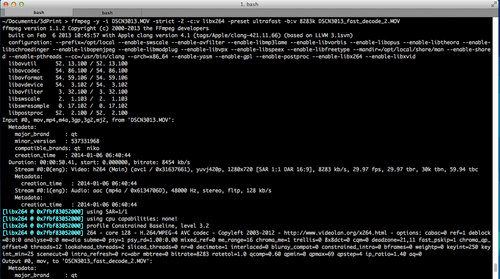 1. bash
bash
bash
~/Documents/3dPrint > ffmpeg -y -i DSCN3013.MOV -strict -2 -c:v libx264 -preset ultrafast -b:v 8283k DSCN3013_fast_decode_2.MOV
ffmpeg version 1.1.2 Copyright (c) 2000-2013 the FFmpeg developers
  built on Feb  6 2013 10:45:57 with Apple clang version 4.1 (tags/Apple/clang-421.11.66) (based on LLVM 3.1svn)
  configuration: --prefix=/opt/local --enable-swscale --enable-avfilter --enable-libmp3lame --enable-libvorbis --enable-libopus --enable-libtheora --enable-libschroedinger --enable-libopenjpeg --enable-libmodplug --enable-libvpx --enable-libspeex --enable-libfreetype --mandir=/opt/local/share/man --enable-shared --enable-pthreads --cc=/usr/bin/clang --arch=x86_64 --enable-yasm --enable-gpl --enable-postproc --enable-libx264 --enable-libxvid
  libavutil 52. 13.100 / 52. 13.100
  libavcodec 54. 86.100 / 54. 86.100
  libavformat 54. 59.106 / 54. 59.106
  libavdevice 54. 3.102 / 54. 3.102
  libavfilter 3. 32.100 / 3. 32.100
  libswscale 2. 1.103 / 2. 1.103
  libswresample 0. 17.102 / 0. 17.102
  libpostproc 52. 2.100 / 52. 2.100
Input #0, mov,mp4,m4a,3gp,3g2,mj2, from 'DSCN3013.MOV':
  Metadata:
    major_brand : qt
    minor_version : 537331968
    compatible_brands: qt  niko
    creation_time : 2014-01-06 06:40:44
  Duration: 00:00:50.41, start: 0.000000, bitrate: 8454 kb/s
    Stream #0:0(eng): Video: h264 (Main) (avc1 / 0x31637661), yuvj420p, 1280x720 [SAR 1:1 DAR 16:9], 8283 kb/s, 29.97 fps, 29.97 tbr, 30k tbn, 59.94 tbc
    Metadata:
      creation_time : 2014-01-06 06:40:44
    Stream #0:1(eng): Audio: aac (mp4a / 0x6134706D), 48000 Hz, stereo, fltp, 128 kb/s
    Metadata:
      creation_time : 2014-01-06 06:40:44
[libx264 @ 0x7fbf83052000] using SAR=1/1
[libx264 @ 0x7fbf83052000] using cpu capabilities: none!
[libx264 @ 0x7fbf83052000] profile Constrained Baseline, level 3.2
[libx264 @ 0x7fbf83052000] 264 - core 128 - H.264/MPEG-4 AVC codec - Copyleft 2003-2012 - http://www.videolan.org/x264.html - options: cabac=0 ref=1 deblock=0:0:0 analyse=0:0 me=dia subme=0 psy=1 psy_rd=1.00:0.00 mixed_ref=0 me_range=16 chroma_me=1 trellis=0 8x8dct=0 cqm=0 deadzone=21,11 fast_pskip=1 chroma_qp_offset=0 threads=12 lookahead_threads=2 sliced_threads=0 nr=0 decimate=1 interlaced=0 bluray_compat=0 constrained_intra=0 bframes=0 weightp=0 keyint=250 keyint_min=25 scenecut=0 intra_refresh=0 rc=abr mbtree=0 bitrate=8283 ratetol=1.0 qcomp=0.60 qpmin=0 qpmax=69 qpstep=4 ip_ratio=1.40 aq=0
Output #0, mov, to 'DSCN3013_fast_decode_2.MOV':
  Metadata:
    major_brand : qt